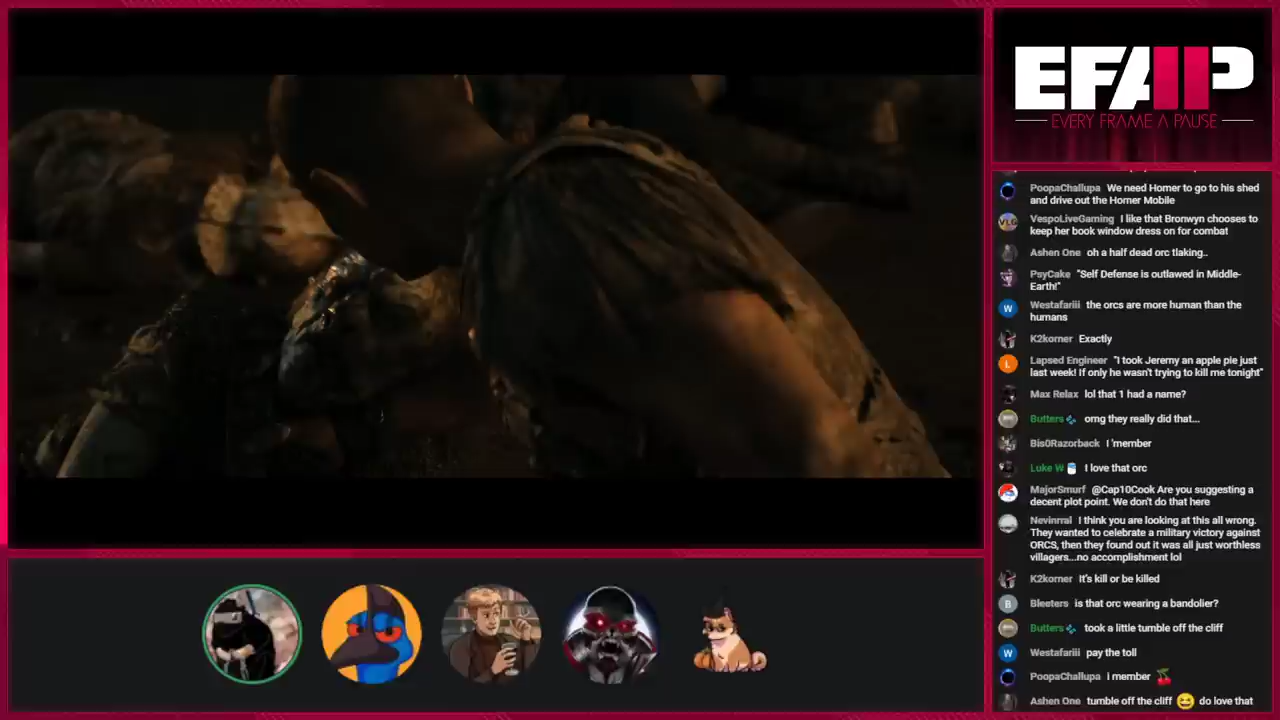 EFAP
EVERY FRAME A PAUSE
PoopaChallupa We need Homer to go to his shed
and drive out the Homer Mobile
VLG
VespoLiveGaming I like that Bronwyn chooses to
keep her book window dress on for combat
Ashen One oh a half dead orc tlaking..
PsyCake "Self Defense is outlawed in Middle-
Earth!"
W
Westafariii the orcs are more human than the
humans
K2korner Exactly
L
Lapsed Engineer "I took Jeremy an apple pie just
last week! If only he wasn't trying to kill me tonight"
Max Relax lol that 1 had a name?
Butters omg they really did that...
Bis0Razorback I 'member
Luke W I love that orc
MajorSmurf @Cap10Cook Are you suggesting a
decent plot point. We don't do that here
Nevinrral I think you are looking at this all wrong.
They wanted to celebrate a military victory against
ORCS, then they found out it was all just worthless
villagers...no accomplishment lol
K2korner It's kill or be killed
B
Bleeters is that orc wearing a bandolier?
Butters took a little tumble off the cliff
W
Westafariii pay the toll
PoopaChallupa i member
Ashen One tumble off the cliff do love that